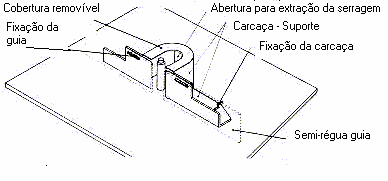 Cobertura removível
Abertura para extração da serragem
Fixação da
guia
Carcaça - Suporte
Fixação da carcaça
Semi-régua guia